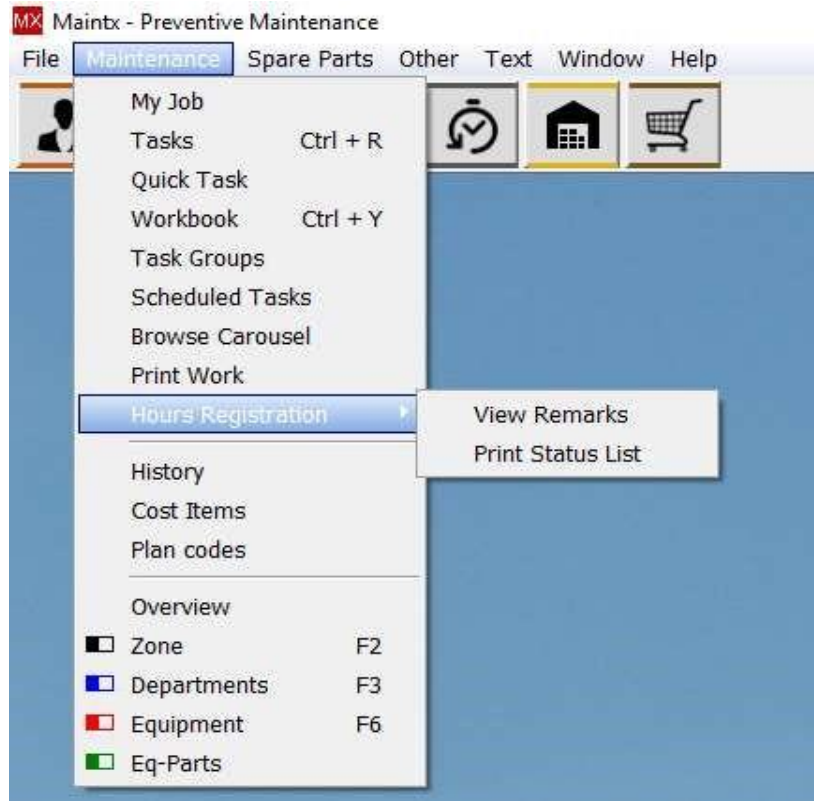 MX Maintx - Preventive Maintenance
File Maintenance Spare Parts Other Text Window Help
My Job
Tasks Ctrl + R
Quick Task
Workbook Ctrl + Y
Task Groups
Scheduled Tasks
Browse Carousel
Print Work
Hours Registration
View Remarks
Print Status List
History
Cost Items
Plan codes
Overview
Zone F2
Departments F3
Equipment F6
Eq-Parts